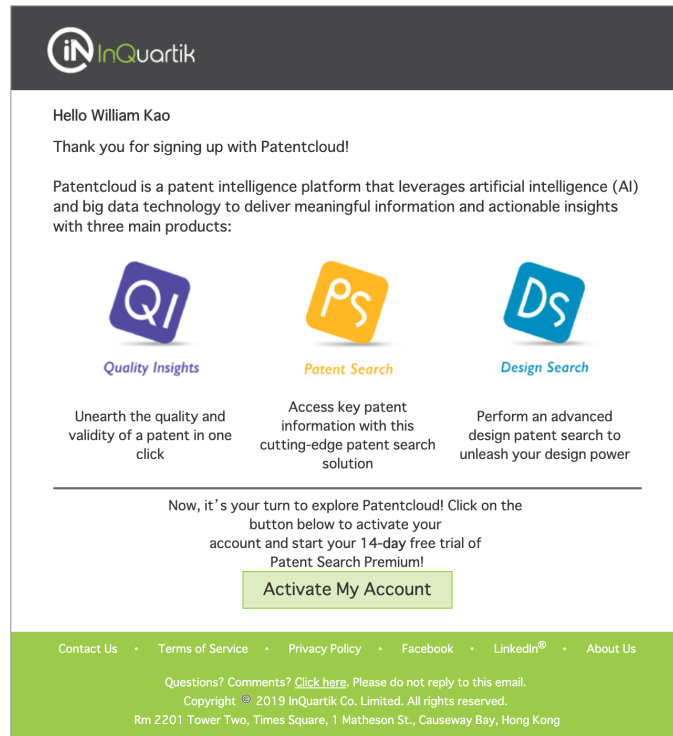 iN InQuartik
Hello William Kao
Thank you for signing up with Patentcloud!
Patentcloud is a patent intelligence platform that leverages artificial intelligence (AI)
and big data technology to deliver meaningful information and actionable insights
with three main products:
QI
PS
DS
Quality Insights
Patent Search
Design Search
Unearth the quality and
validity of a patent in one
click
Access key patent
information with this
cutting-edge patent search
solution
Perform an advanced
design patent search to
unleash your design power
Now, it's your turn to explore Patentcloud! Click on the
button below to activate your
account and start your 14-day free trial of
Patent Search Premium!
Activate My Account
Contact Us • Terms of Service • Privacy Policy • Facebook • LinkedIn® • About Us
Questions? Comments? Click here. Please do not reply to this email.
Copyright © 2019 InQuartik Co. Limited. All rights reserved.
Rm 2201 Tower Two, Times Square, 1 Matheson St., Causeway Bay, Hong Kong